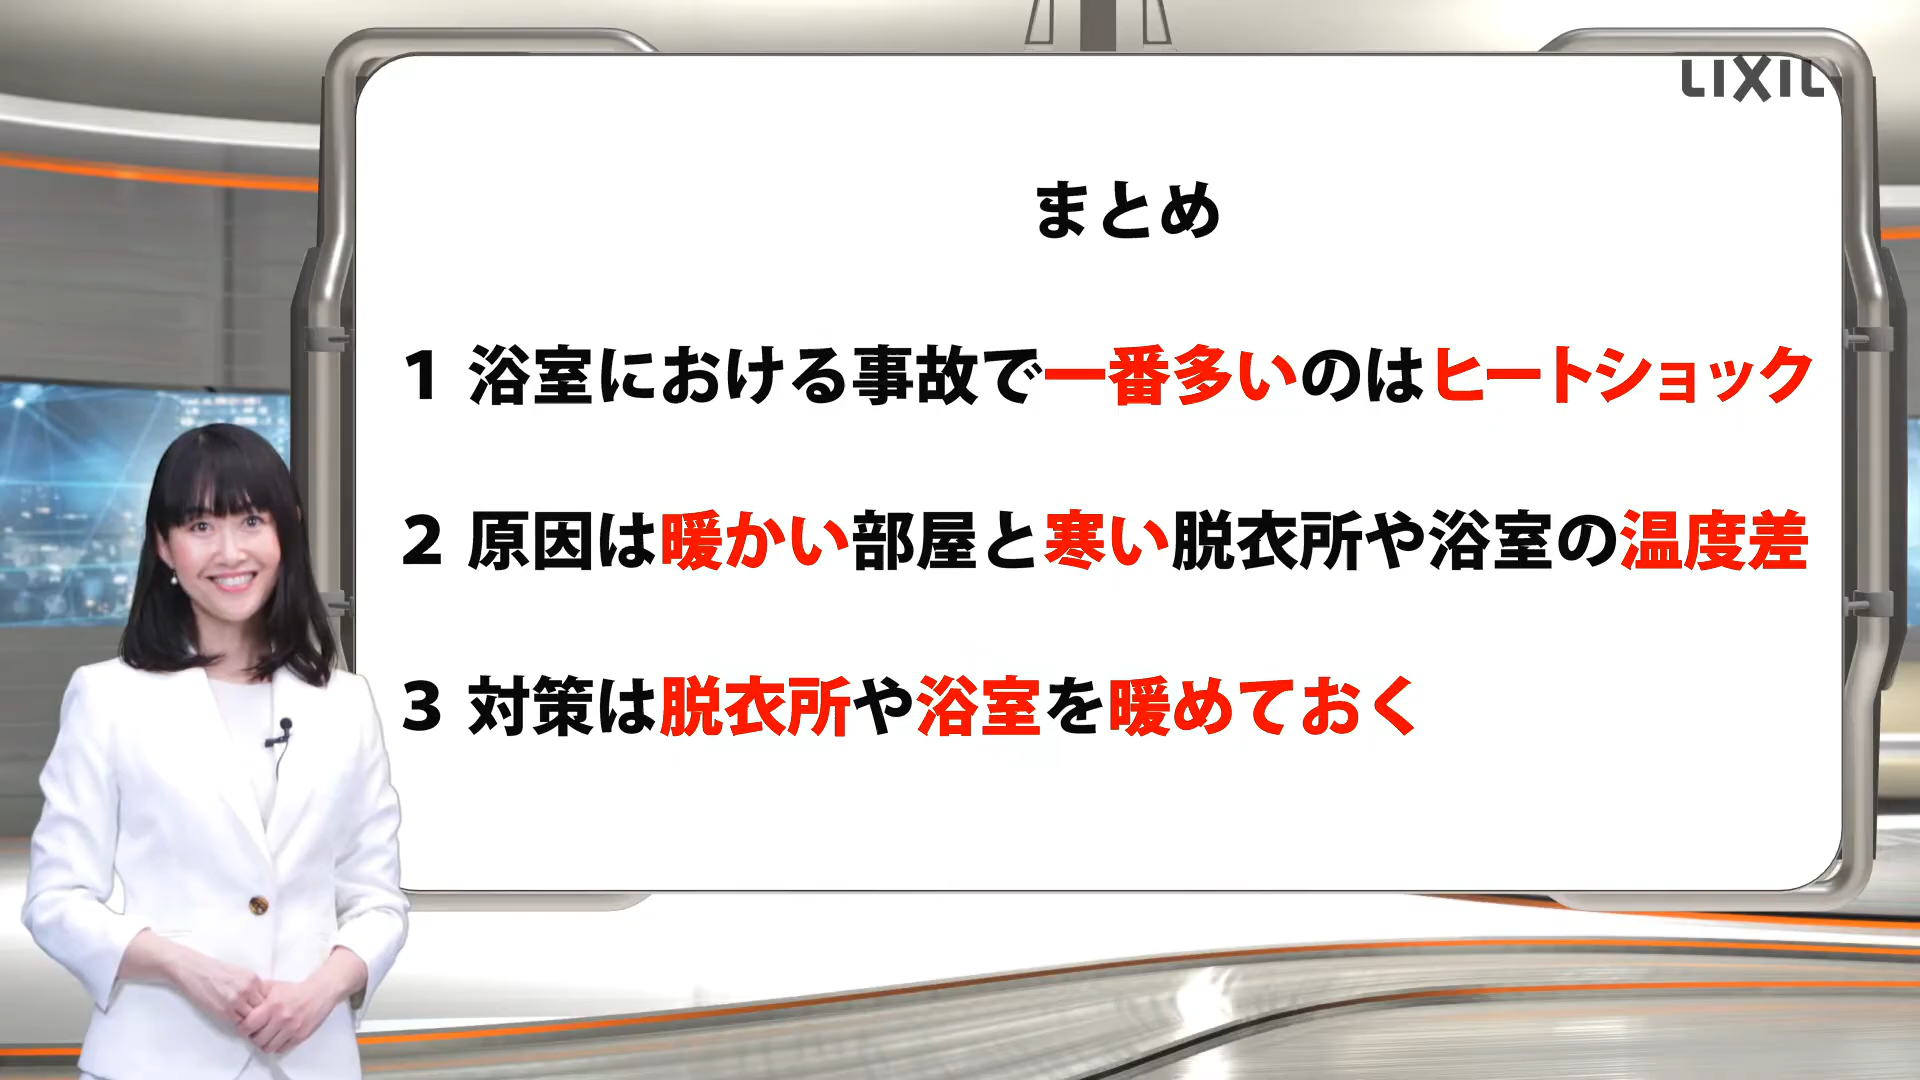 LIXIL
まとめ
1 浴室における事故で一番多いのはヒートショック
2 原因は暖かい部屋と寒い脱衣所や浴室の温度差
3 対策は脱衣所や浴室を暖めておく